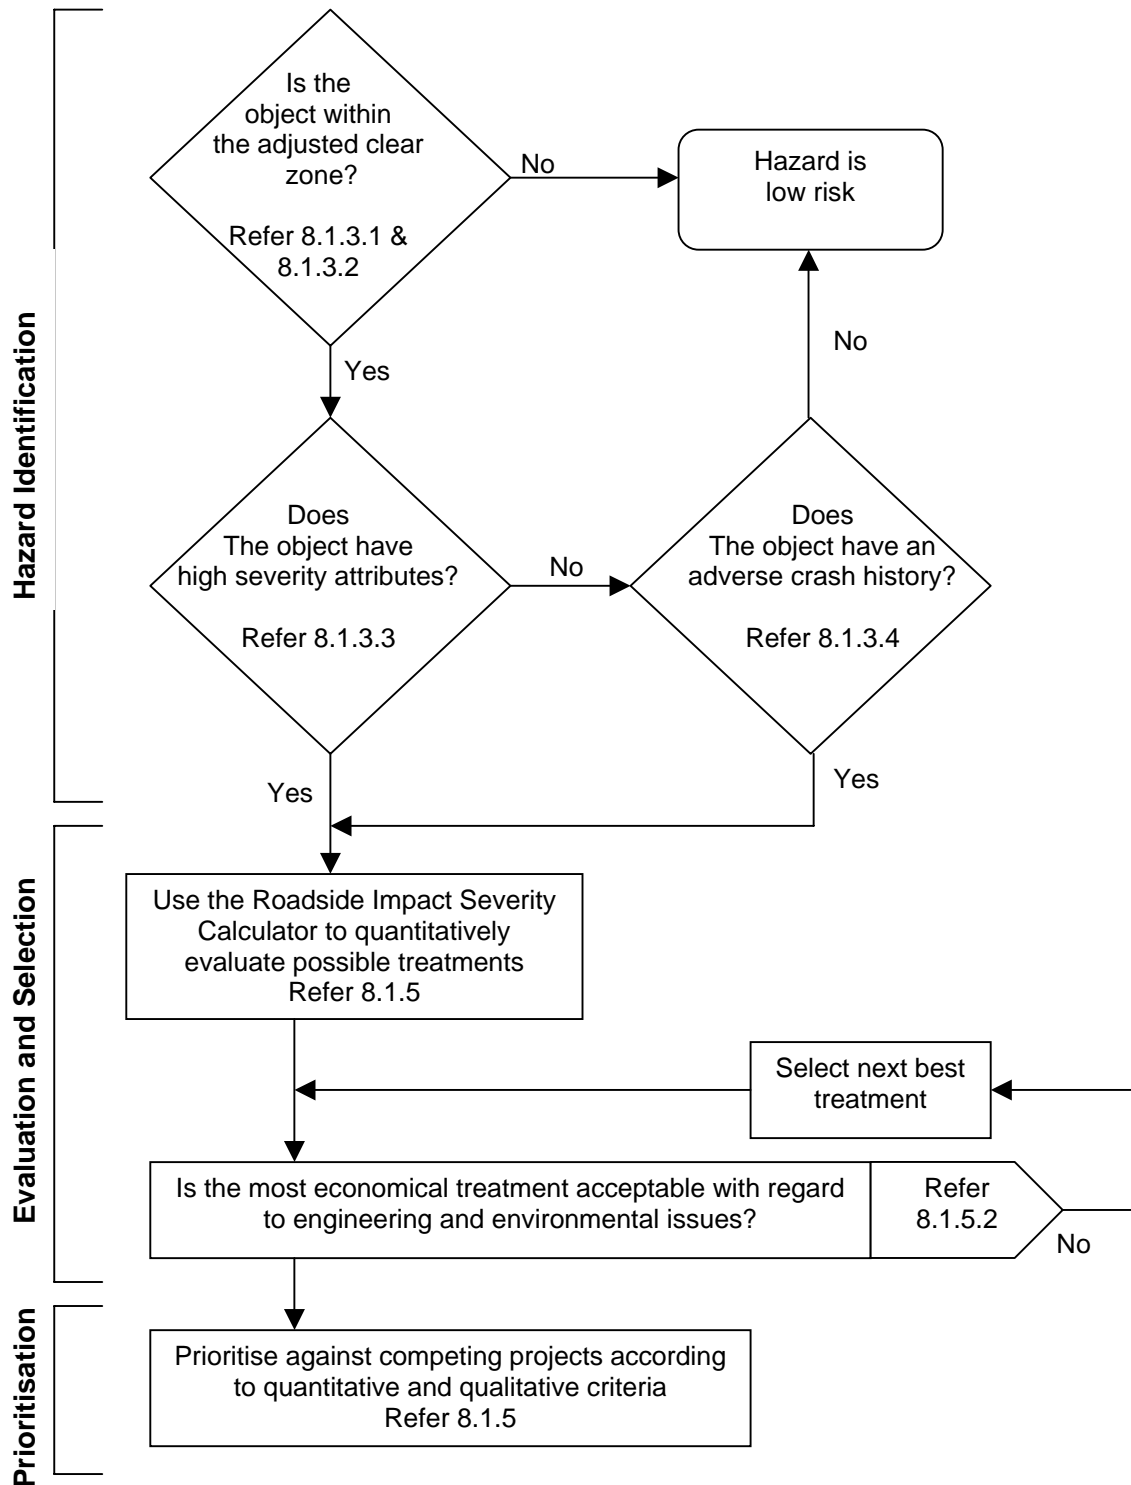 Hazard Identification
Is the
object within
the adjusted clear
zone?
Refer 8.1.3.1 &
8.1.3.2
No
Hazard is
low risk
Yes
No
Does
The object have
high severity attributes?
Refer 8.1.3.3
No
Does
The object have an
adverse crash history?
Refer 8.1.3.4
Yes
Yes
Evaluation and Selection
Use the Roadside Impact Severity
Calculator to quantitatively
evaluate possible treatments
Refer 8.1.5
Select next best
treatment
Is the most economical treatment acceptable with regard
to engineering and environmental issues?
Refer
8.1.5.2
No
Prioritisation
Prioritise against competing projects according
to quantitative and qualitative criteria
Refer 8.1.5